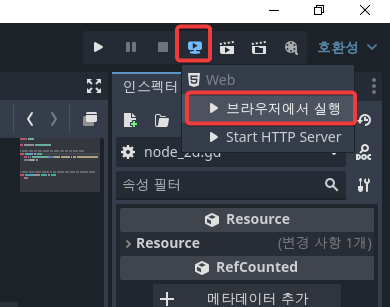 호환성
Web
인스펙터
브라우저에서 실행
Start HTTP Server
node_2d.gd
DOC
속성 필터
Resource
Resource (변경 사항 1개)
RefCounted
메타데이터 추가